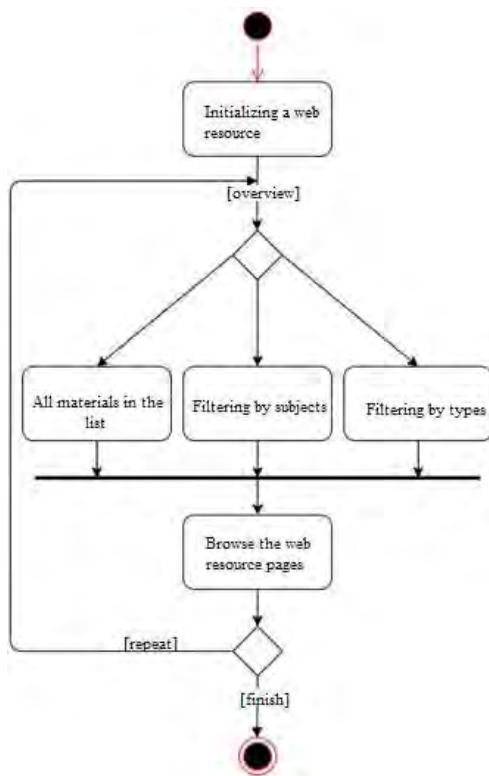 Initializing a web
resource
[overview]
All materials in the
list
Filtering by subjects
Filtering by types
Browse the web
resource pages
[repeat]
[finish]